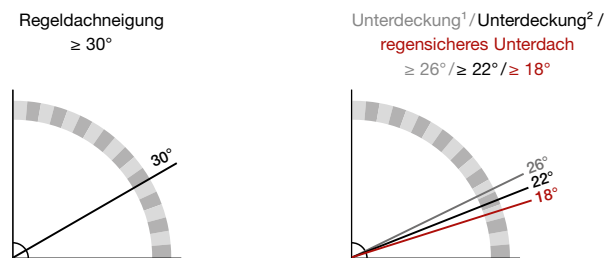 Regeldachneigung
≥ 30°
30°
Unterdeckung¹/Unterdeckung² /
regensicheres Unterdach
≥ 26°/≥ 22°/≥ 18°
26°
22°
18°